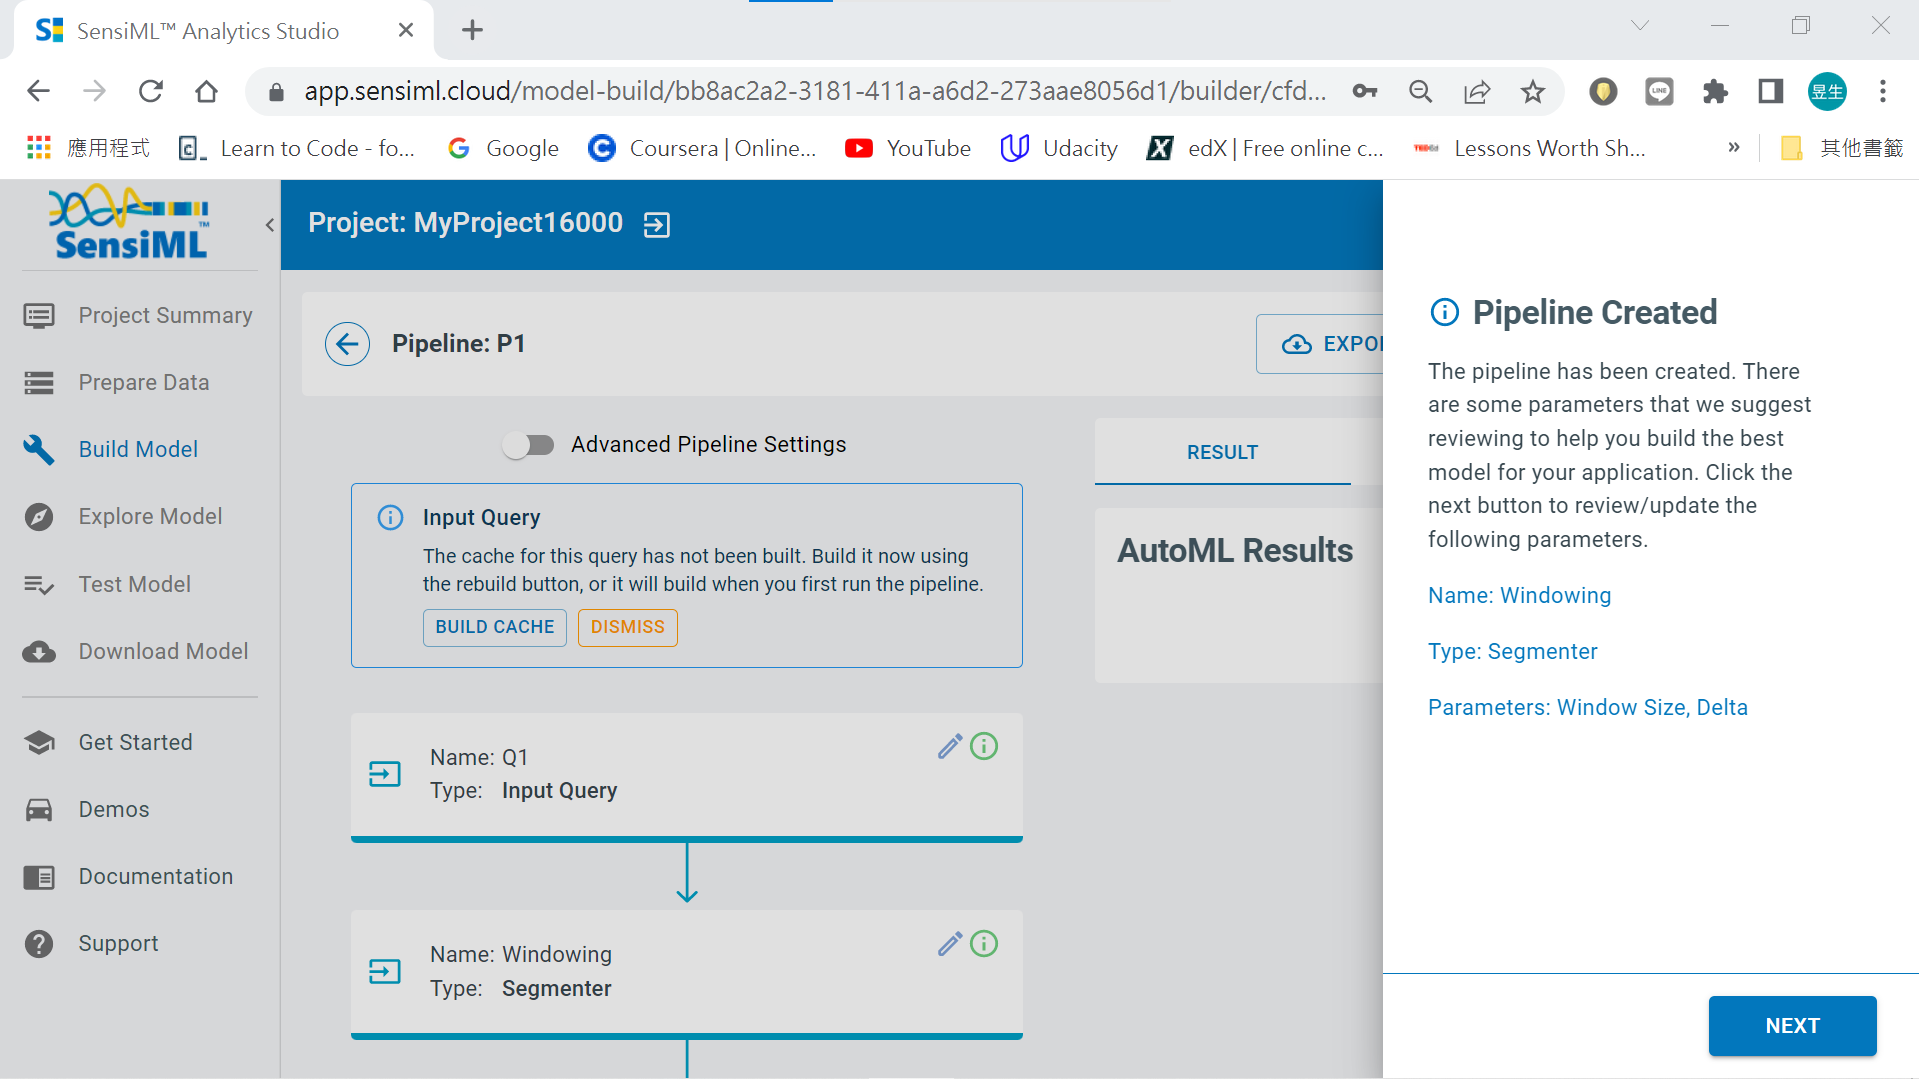 SensiML™ Analytics Studio
app.sensiml.cloud/model-build/bb8ac2a2-3181-411a-a6d2-273aae8056d1/builder/cfd...
LINE
昱生
應用程式
Learn to Code - fo...
Google
Coursera | Online...
YouTube
Udacity
edX | Free online c...
Lessons Worth Sh...
»
其他書籤
SensiML™
Project Summary
Prepare Data
Build Model
Explore Model
Test Model
Download Model
Get Started
Demos
Documentation
Support
Project: MyProject16000
Pipeline: P1
EXPO
Advanced Pipeline Settings
Input Query
The cache for this query has not been built. Build it now using
the rebuild button, or it will build when you first run the pipeline.
BUILD CACHE
DISMISS
Name: Q1
Type: Input Query
Name: Windowing
Type: Segmenter
RESULT
AutoML Results
Pipeline Created
The pipeline has been created. There
are some parameters that we suggest
reviewing to help you build the best
model for your application. Click the
next button to review/update the
following parameters.
Name: Windowing
Type: Segmenter
Parameters: Window Size, Delta
NEXT